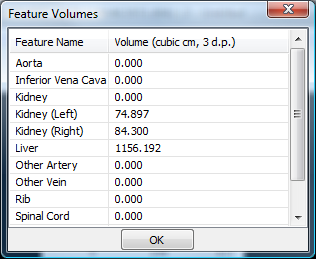 Feature Volumes
Feature Name Volume (cubic cm, 3 d.p.)
Aorta 0.000
Inferior Vena Cava 0.000
Kidney 0.000
Kidney (Left) 74.897
Kidney (Right) 84.300
Liver 1156.192
Other Artery 0.000
Other Vein 0.000
Rib 0.000
Spinal Cord 0.000
OK